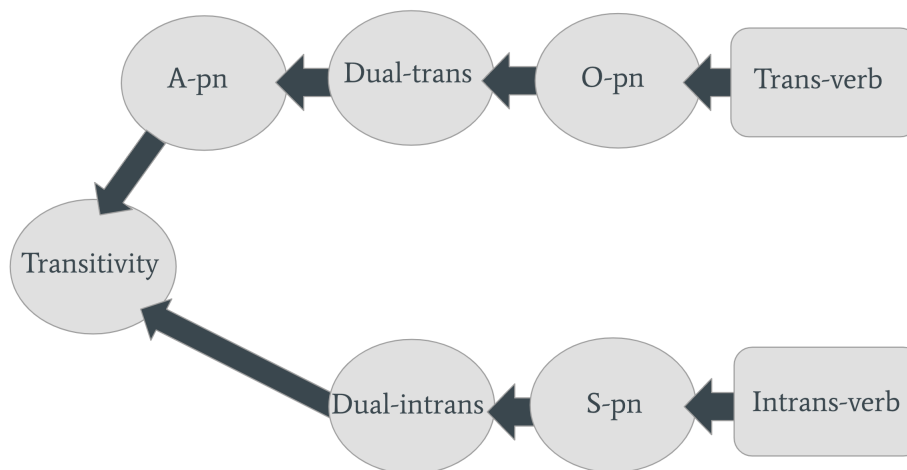 A-pn
Dual-trans
O-pn
Trans-verb
Transitivity
Dual-intrans
S-pn
Intrans-verb